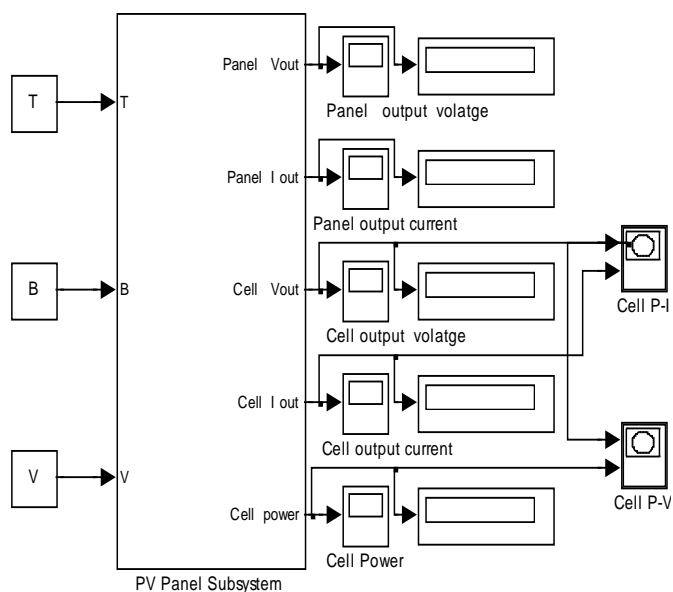 Panel Vout
T
T
Panel output volatge
Panel I out
Panel output current
B
B
Cell Vout
Cell P-I
Cell output volatge
Cell I out
Cell output current
V
V
Cell P-V
Cell power
Cell Power
PV Panel Subsystem